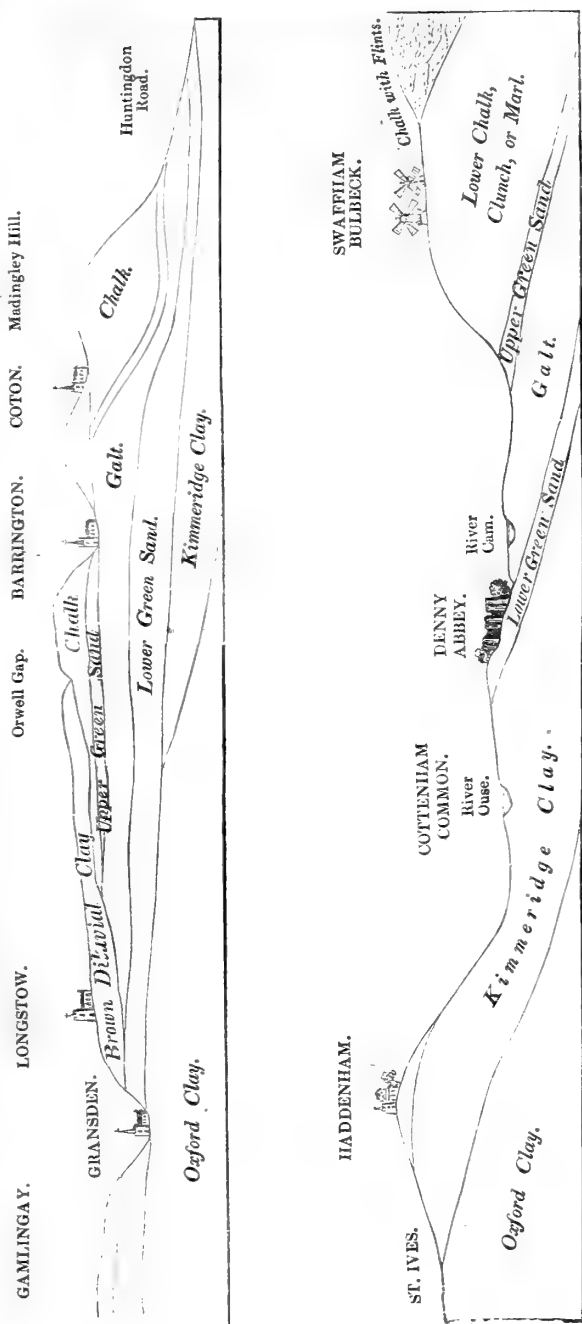 GAMLINGAY.
GRANSDEN.
LONGSTOW.
Orwell Gap.
BARRINGTON.
COTON.
Madingley Hill.
Huntingdon
Road.
Brown Diluvial Clay
Chalk
Upper Green Sand
Galt.
Chalk.
Lower Green Sand.
Kimmeridge Clay.
Oxford Clay.
ST. IVES.
HADDENHAM.
COTTENHAM
COMMON.
River
Ouse.
DENNY
ABBEY.
River
Cam.
SWAFFHAM
BULBECK.
Chalk with Flints.
Lower Chalk,
Clunch, or Marl.
Upper Green Sand
Galt.
Lower Green Sand
Kimmeridge Clay.
Oxford Clay.